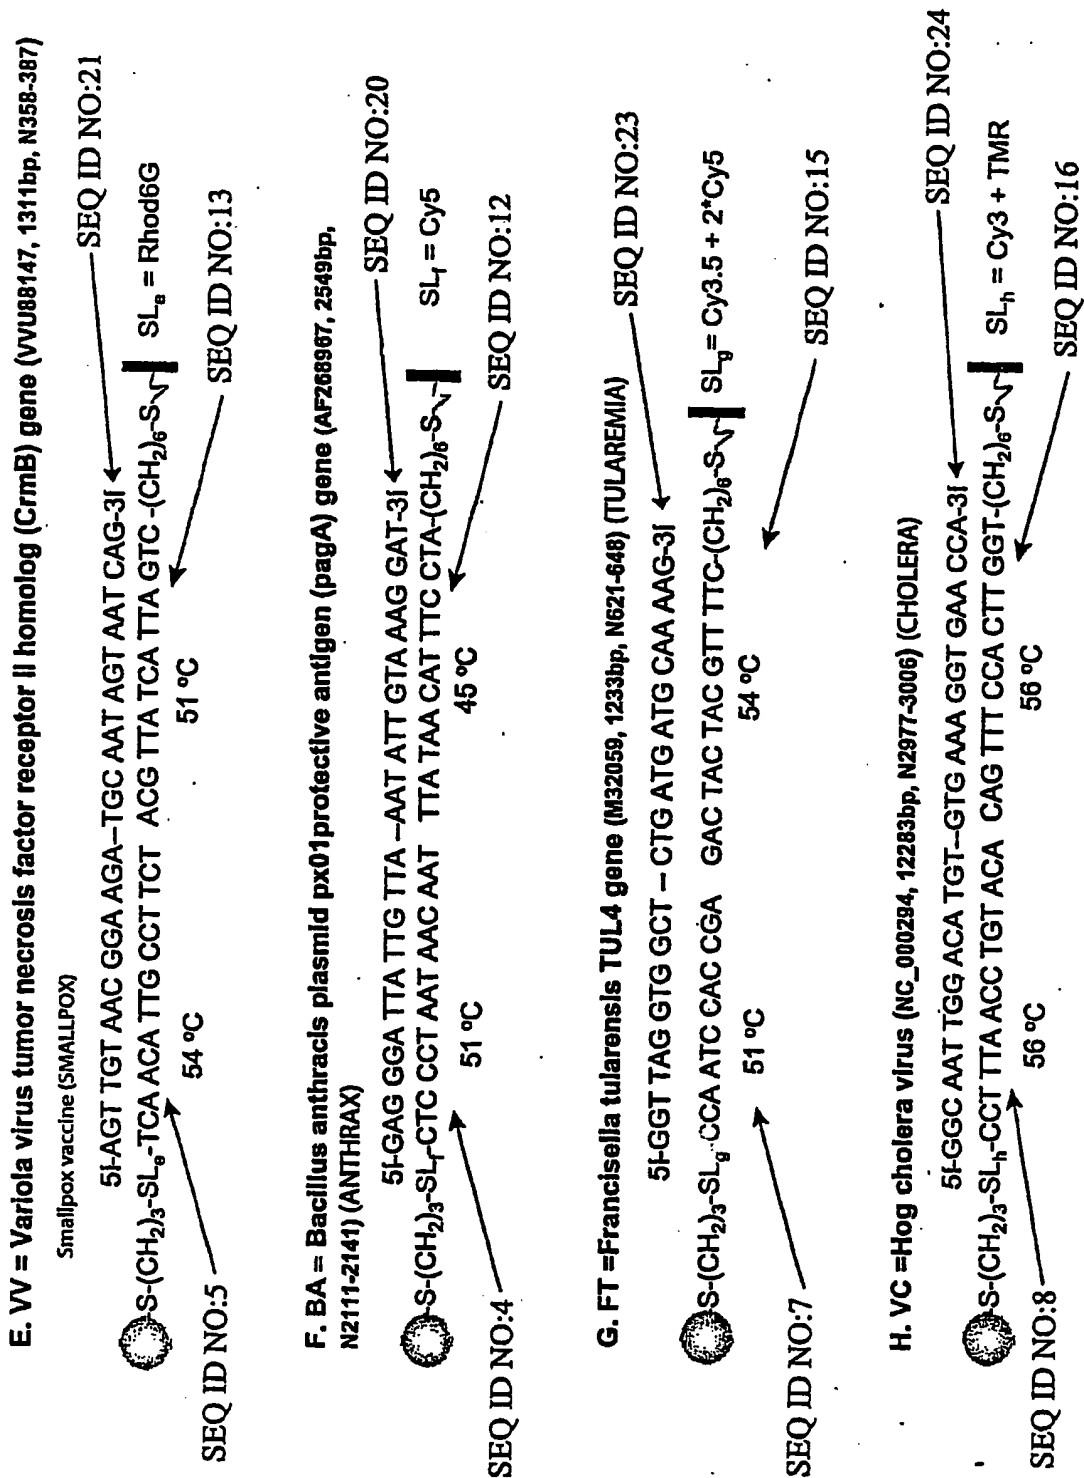 E. VV = Variola virus tumor necrosis factor receptor II homolog (CrmB) gene (VVU88147, 1311bp, N358-387)
Smallpox vaccine (SMALLPOX)
SEQ ID NO:21
5I-AGT TGT AAC GGA AGA--TGC AAT AGT AAT CAG-3I
-S-(CH2)3-SLe-TCA ACA TTG CCT TCT ACG TTA TCA TTA GTC -(CH2)6-S SLe = Rhod6G
54 ºC 51 ºC
SEQ ID NO:5
SEQ ID NO:13
F. BA = Bacillus anthracis plasmid px01protective antigen (pagA) gene (AF268967, 2549bp,
N2111-2141) (ANTHRAX)
SEQ ID NO:20
5I-GAG GGA TTA TTG TTA --AAT ATT GTA AAG GAT-3I
-S-(CH2)3-SLf-CTC CCT AAT AAC AAT TTA TAA CAT TTC CTA-(CH2)6-S SLf = Cy5
51 ºC 45 ºC
SEQ ID NO:4
SEQ ID NO:12
G. FT =Francisella tularensis TUL4 gene (M32059, 1233bp, N621-648) (TULAREMIA)
SEQ ID NO:23
5I-GGT TAG GTG GCT -- CTG ATG ATG CAA AAG-3I
-S-(CH2)3-SLg-CCA ATC CAC CGA GAC TAC TAC GTT TTC-(CH2)6-S SLg = Cy3.5 + 2*Cy5
51 ºC 54 ºC
SEQ ID NO:7
SEQ ID NO:15
H. VC =Hog cholera virus (NC_000294, 12283bp, N2977-3006) (CHOLERA)
SEQ ID NO:24
5I-GGC AAT TGG ACA TGT--GTG AAA GGT GAA CCA-3I
-S-(CH2)3-SLh-CCT TTA ACC TGT ACA CAG TTT CCA CTT GGT-(CH2)6-S SLh = Cy3 + TMR
56 ºC 56 ºC
SEQ ID NO:8
SEQ ID NO:16